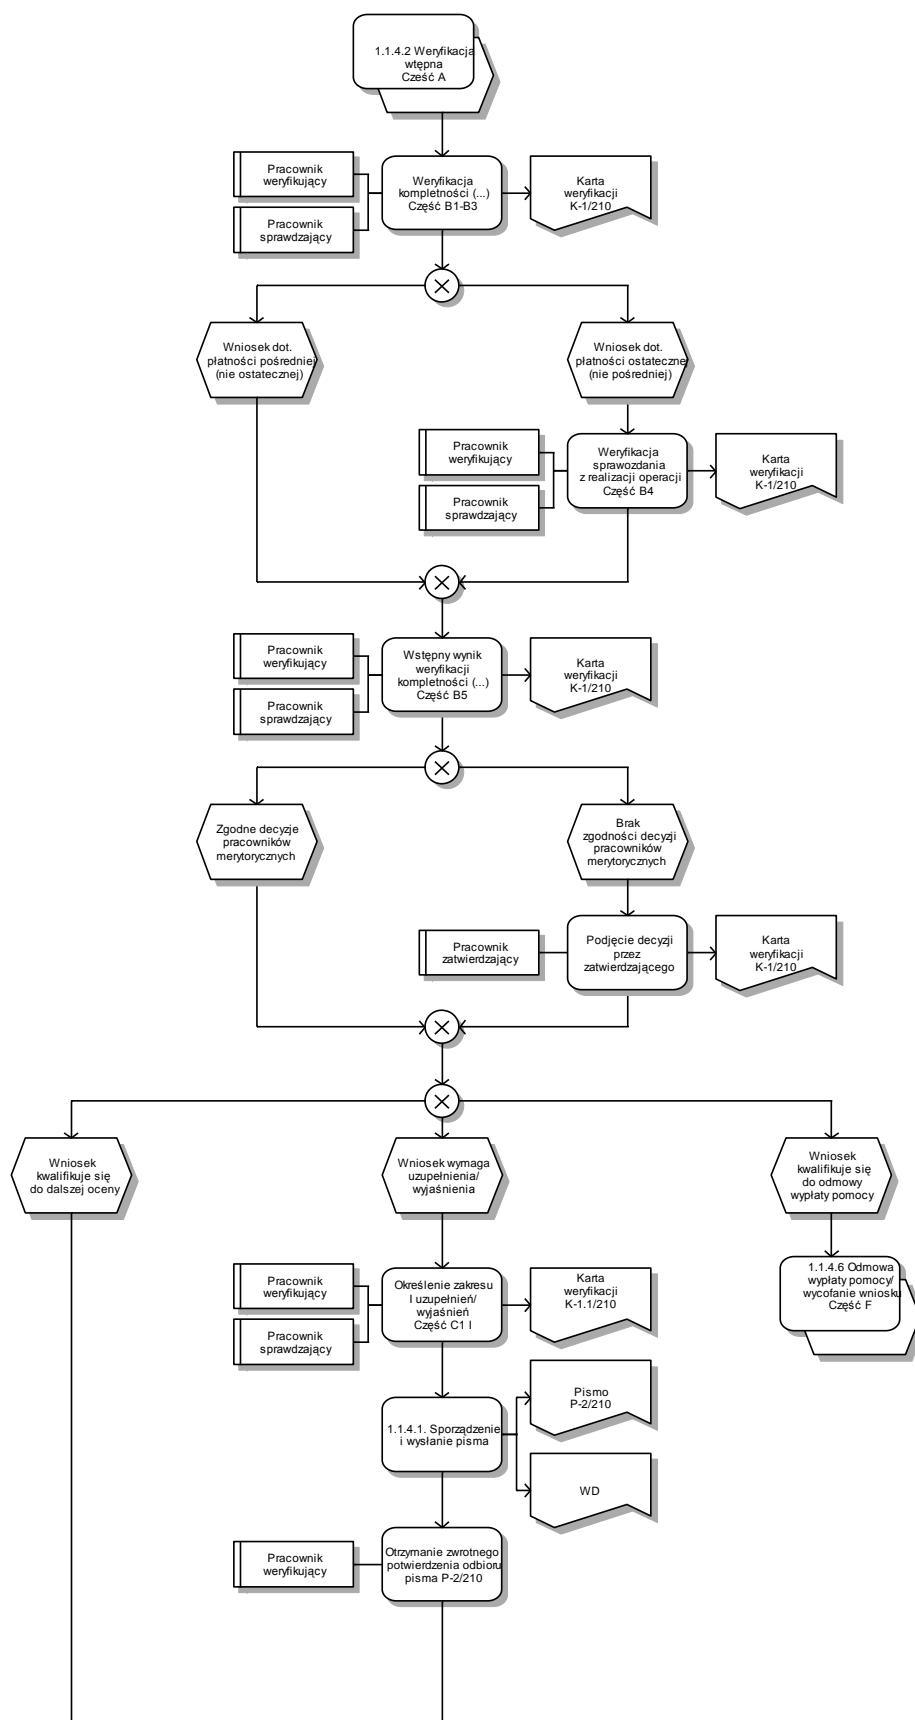 1.1.4.2 Weryfikacja
wtępna
Cześć A
Pracownik
weryfikujący
Pracownik
sprawdzający
Weryfikacja
kompletności (...)
Część B1-B3
Karta
weryfikacji
K-1/210
Wniosek dot.
płatności pośredniej
(nie ostatecznej)
Wniosek dot.
płatności ostatecznej
(nie pośredniej)
Pracownik
weryfikujący
Pracownik
sprawdzający
Weryfikacja
sprawozdania
z realizacji operacji
Część B4
Karta
weryfikacji
K-1/210
Pracownik
weryfikujący
Pracownik
sprawdzający
Wstępny wynik
weryfikacji
kompletności (...)
Część B5
Karta
weryfikacji
K-1/210
Zgodne decyzje
pracowników
merytorycznych
Brak
zgodności decyzji
pracowników
merytorycznych
Pracownik
zatwierdzający
Podjęcie decyzji
przez
zatwierdzającego
Karta
weryfikacji
K-1/210
Wniosek
kwalifikuje się
do dalszej oceny
Wniosek wymaga
uzupełnienia/
wyjaśnienia
Wniosek
kwalifikuje się
do odmowy
wypłaty pomocy
Pracownik
weryfikujący
Pracownik
sprawdzający
Określenie zakresu
I uzupełnień/
wyjaśnień
Część C1 I
Karta
weryfikacji
K-1.1/210
1.1.4.6 Odmowa
wypłaty pomocy/
wycofanie wniosku
Część F
1.1.4.1. Sporządzenie
i wysłanie pisma
Pismo
P-2/210
WD
Pracownik
weryfikujący
Otrzymanie zwrotnego
potwierdzenia odbioru
pisma P-2/210